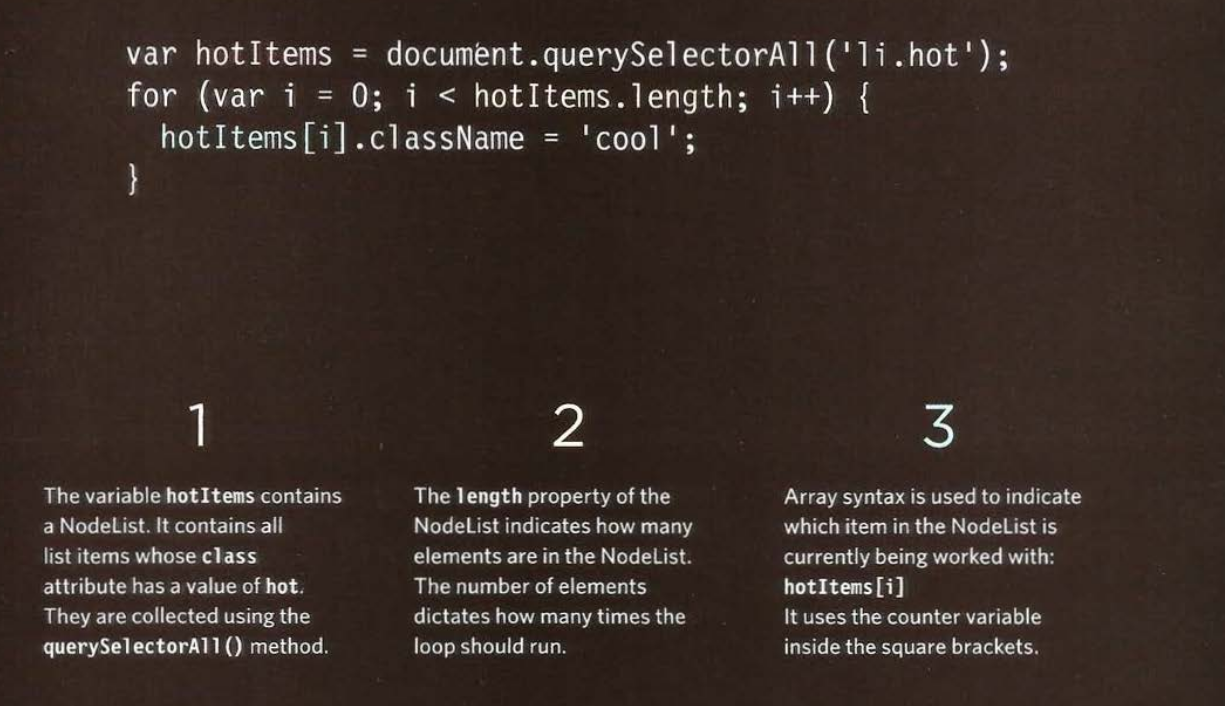 var hotItems = document.querySelectorAll('li.hot');
for (var i = 0; i < hotItems.length; i++) {
  hotItems[i].className = 'cool';
}
1
The variable hotItems contains
a NodeList. It contains all
list items whose class
attribute has a value of hot.
They are collected using the
querySelectorAll() method.
2
The length property of the
NodeList indicates how many
elements are in the NodeList.
The number of elements
dictates how many times the
loop should run.
3
Array syntax is used to indicate
which item in the NodeList is
currently being worked with:
hotItems[i]
It uses the counter variable
inside the square brackets.